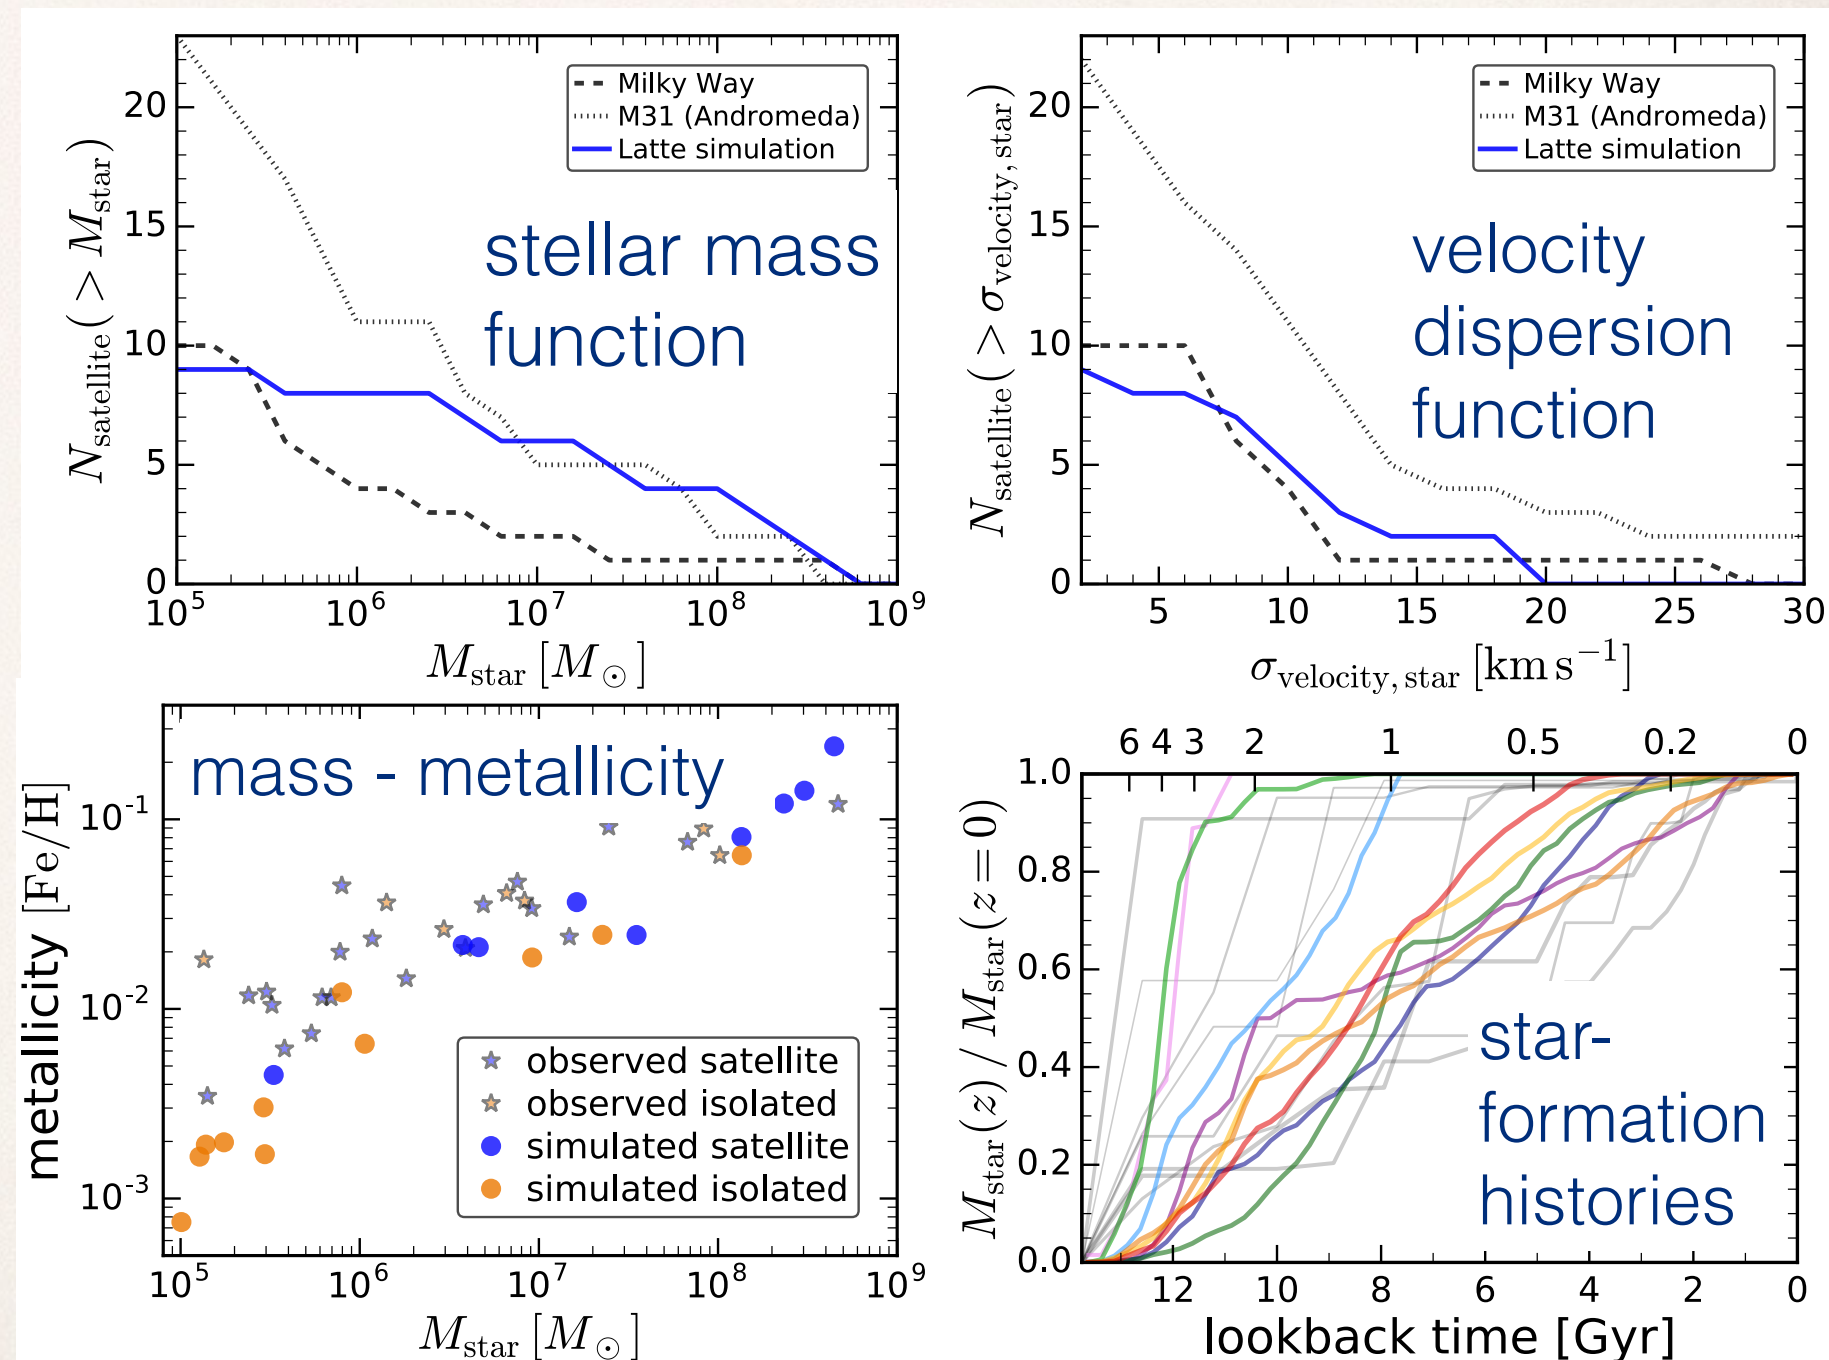 20
15
10
5
0
N_satellite(> M_star)
Milky Way
M31 (Andromeda)
Latte simulation
stellar mass
function
10^5 10^6 10^7 10^8 10^9
M_star [M_⊙]
20
15
10
5
0
N_satellite(> σ_velocity, star)
Milky Way
M31 (Andromeda)
Latte simulation
velocity
dispersion
function
5 10 15 20 25 30
σ_velocity, star [km s^−1]
10^-1
10^-2
10^-3
metallicity [Fe/H]
mass - metallicity
observed satellite
observed isolated
simulated satellite
simulated isolated
10^5 10^6 10^7 10^8 10^9
M_star [M_⊙]
6 4 3 2 1 0.5 0.2 0
1.0
0.8
0.6
0.4
0.2
0.0
M_star(z) / M_star(z = 0)
star-
formation
histories
12 10 8 6 4 2 0
lookback time [Gyr]